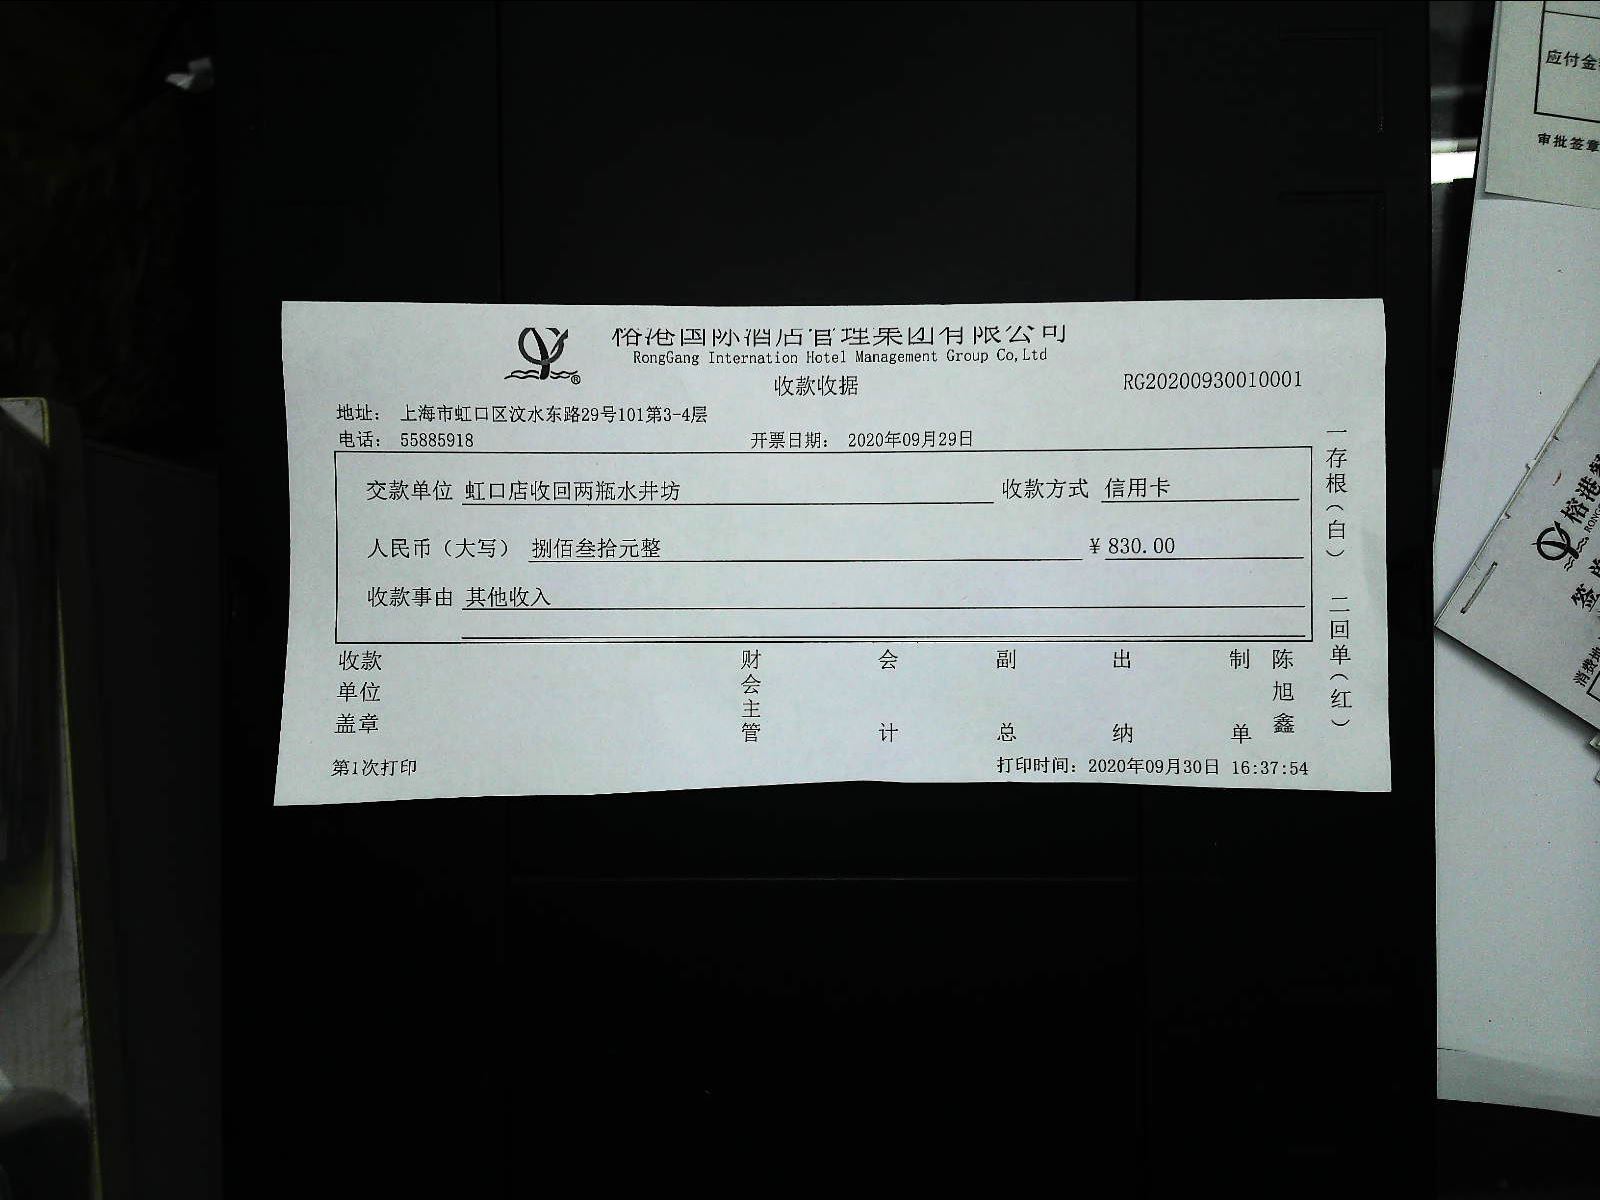 榕港国际酒店管理集团有限公司
RongGang Internation Hotel Management Group Co,Ltd
收款收据
RG20200930010001
地址： 上海市虹口区汶水东路29号101第3-4层
电话： 55885918 开票日期： 2020年09月29日
交款单位 虹口店收回两瓶水井坊 收款方式 信用卡
人民币（大写） 捌佰叁拾元整 ¥ 830.00
收款事由 其他收入
收款单位盖章 财会主管 会计 副总 出纳 制单 陈旭鑫
第1次打印 打印时间：2020年09月30日 16:37:54
一存根（白） 二回单（红）
应付金
审批签章
榕港